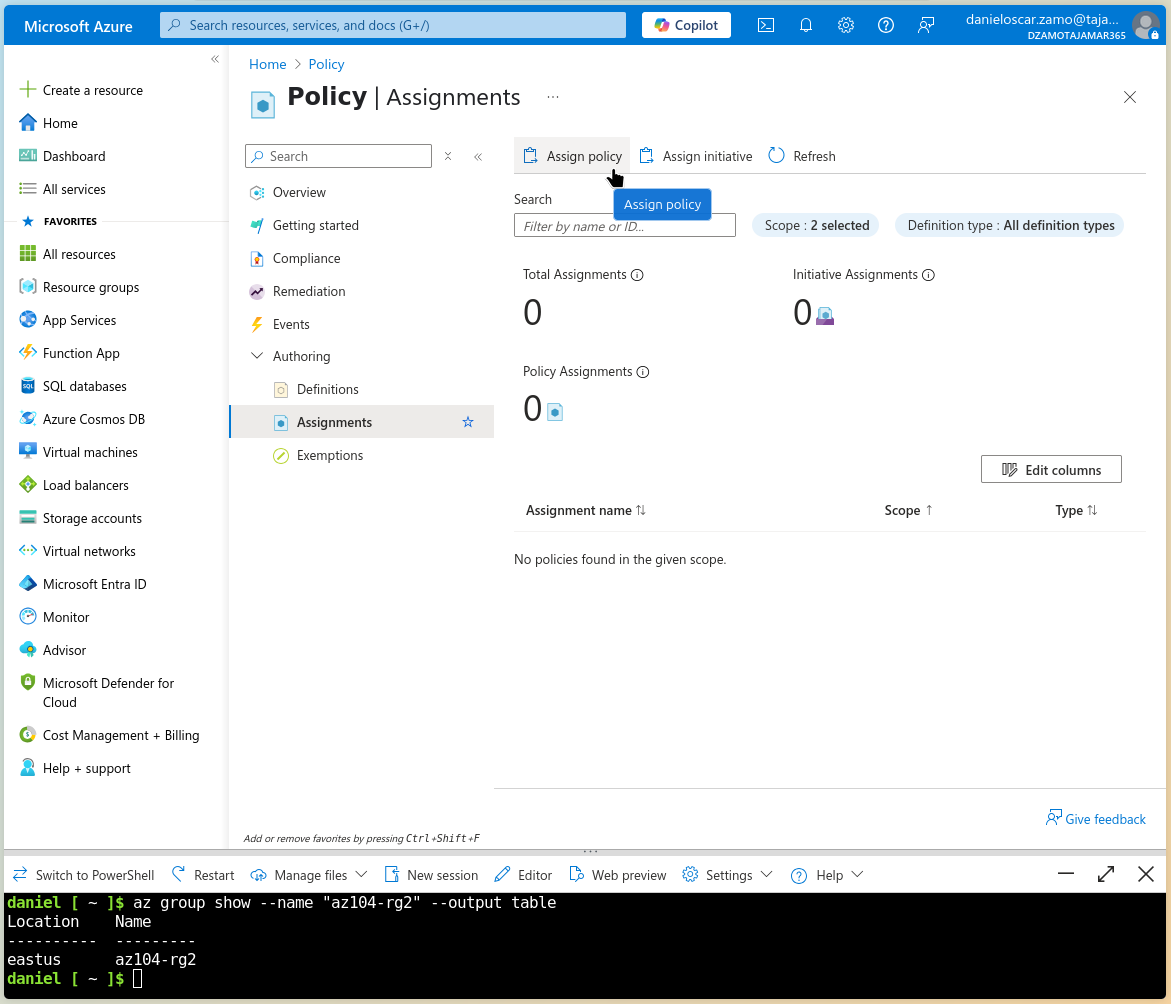 Microsoft Azure
Search resources, services, and docs (G+/)
Copilot
danieloscar.zamo@taja...
DZAMOTAJAMAR365
«
Create a resource
Home
Dashboard
All services
FAVORITES
All resources
Resource groups
App Services
Function App
SQL databases
Azure Cosmos DB
Virtual machines
Load balancers
Storage accounts
Virtual networks
Microsoft Entra ID
Monitor
Advisor
Microsoft Defender for
Cloud
Cost Management + Billing
Help + support
Home > Policy
Policy | Assignments ...
Search
«
Overview
Getting started
Compliance
Remediation
Events
Authoring
Definitions
Assignments
Exemptions
Add or remove favorites by pressing Ctrl+Shift+F
Assign policy
Assign initiative
Refresh
Assign policy
Search
Filter by name or ID...
Scope : 2 selected
Definition type : All definition types
Total Assignments
0
Initiative Assignments
0
Policy Assignments
0
Edit columns
Assignment name ↑↓
Scope ↑
Type ↑↓
No policies found in the given scope.
Give feedback
Switch to PowerShell
Restart
Manage files
New session
Editor
Web preview
Settings
Help
daniel [ ~ ]$ az group show --name "az104-rg2" --output table
Location    Name
----------  ---------
eastus      az104-rg2
daniel [ ~ ]$